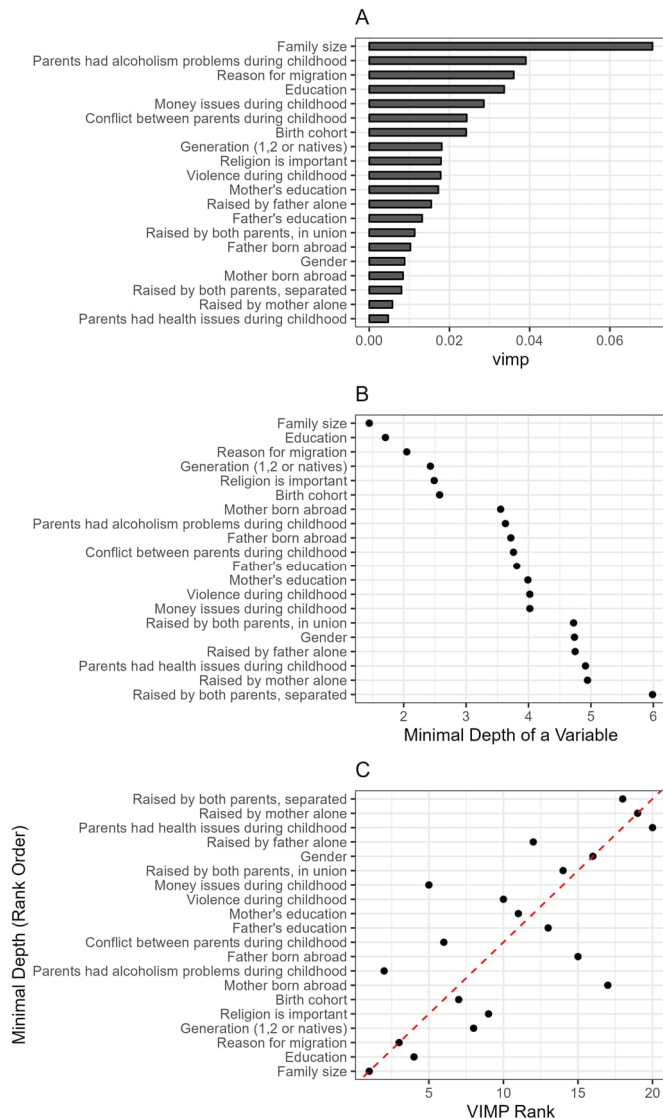 A
Family size
Parents had alcoholism problems during childhood
Reason for migration
Education
Money issues during childhood
Conflict between parents during childhood
Birth cohort
Generation (1,2 or natives)
Religion is important
Violence during childhood
Mother's education
Raised by father alone
Father's education
Raised by both parents, in union
Father born abroad
Gender
Mother born abroad
Raised by both parents, separated
Raised by mother alone
Parents had health issues during childhood
0.00 0.02 0.04 0.06
vimp
B
Family size
Education
Reason for migration
Generation (1,2 or natives)
Religion is important
Birth cohort
Mother born abroad
Parents had alcoholism problems during childhood
Father born abroad
Conflict between parents during childhood
Father's education
Mother's education
Violence during childhood
Money issues during childhood
Raised by both parents, in union
Gender
Raised by father alone
Parents had health issues during childhood
Raised by mother alone
Raised by both parents, separated
2 3 4 5 6
Minimal Depth of a Variable
C
Minimal Depth (Rank Order)
Raised by both parents, separated
Raised by mother alone
Parents had health issues during childhood
Raised by father alone
Gender
Raised by both parents, in union
Money issues during childhood
Violence during childhood
Mother's education
Father's education
Conflict between parents during childhood
Father born abroad
Parents had alcoholism problems during childhood
Mother born abroad
Birth cohort
Religion is important
Generation (1,2 or natives)
Reason for migration
Education
Family size
5 10 15 20
VIMP Rank